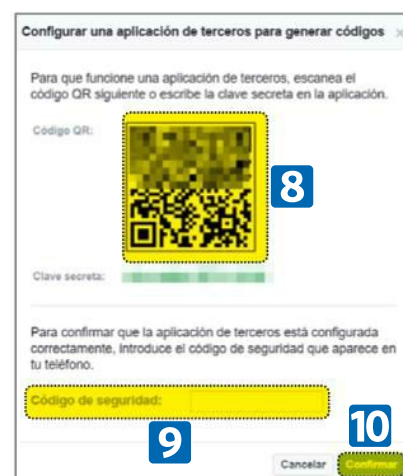 Configurar una aplicación de terceros para generar códigos
Para que funcione una aplicación de terceros, escanea el
código QR siguiente o escribe la clave secreta en la aplicación.
Código QR:
8
Clave secreta:
Para confirmar que la aplicación de terceros está configurada
correctamente, introduce el código de seguridad que aparece en
tu teléfono.
Código de seguridad:
9
10
Cancelar Confirmar